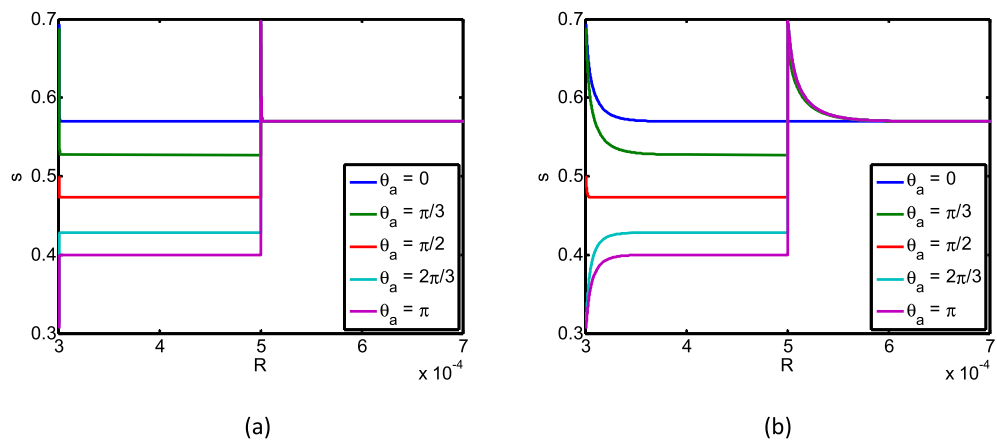 0.7
0.6
0.5
0.4
0.3
s
3
4
5
6
7
R
x 10⁻⁴
θₐ = 0
θₐ = π/3
θₐ = π/2
θₐ = 2π/3
θₐ = π
(a)
0.7
0.6
0.5
0.4
0.3
s
3
4
5
6
7
R
x 10⁻⁴
θₐ = 0
θₐ = π/3
θₐ = π/2
θₐ = 2π/3
θₐ = π
(b)